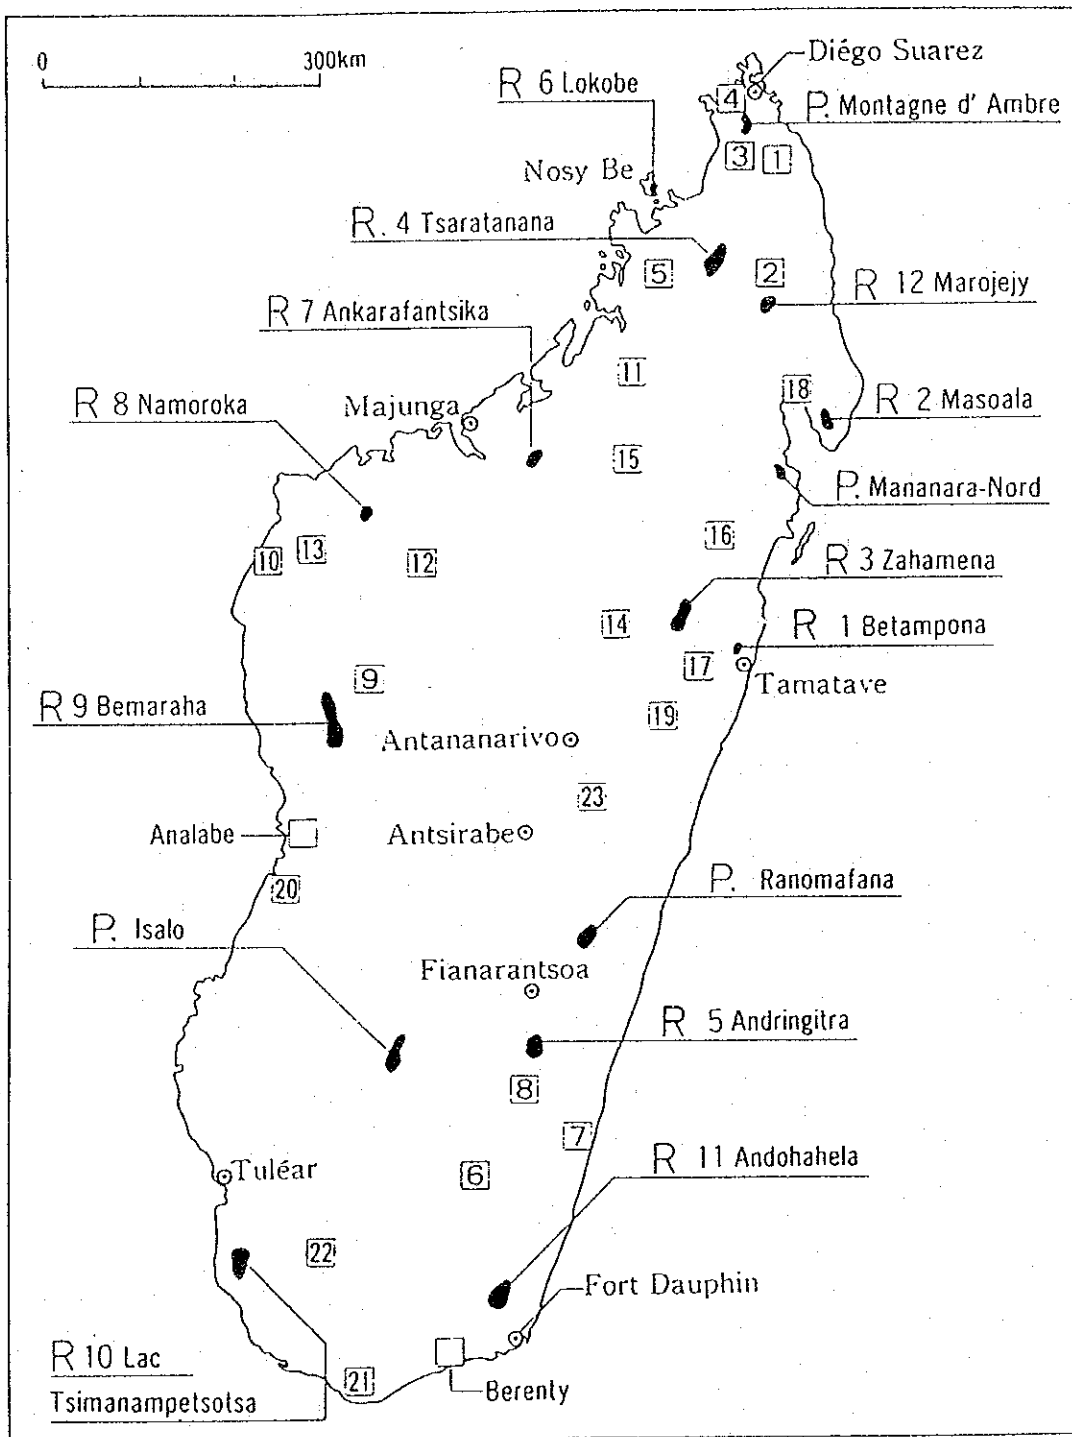 0 300km
Diégo Suarez
R 6 Lokobe
4
P. Montagne d' Ambre
3 1
Nosy Be
R. 4 Tsaratanana
5 2
R 12 Marojejy
R 7 Ankarafantsika
11
18
R 8 Namoroka
Majunga
R 2 Masoala
15
P. Mananara-Nord
16
10 13 12
R 3 Zahamena
14
R 1 Betampona
17
9
Tamatave
R 9 Bemaraha
19
Antananarivo
23
Analabe
Antsirabe
20
P. Ranomafana
P. Isalo
Fianarantsoa
R 5 Andringitra
8
7
Tuléar
6
R 11 Andohahela
22
Fort Dauphin
R 10 Lac
Tsimanampetsotsa
21
Berenty